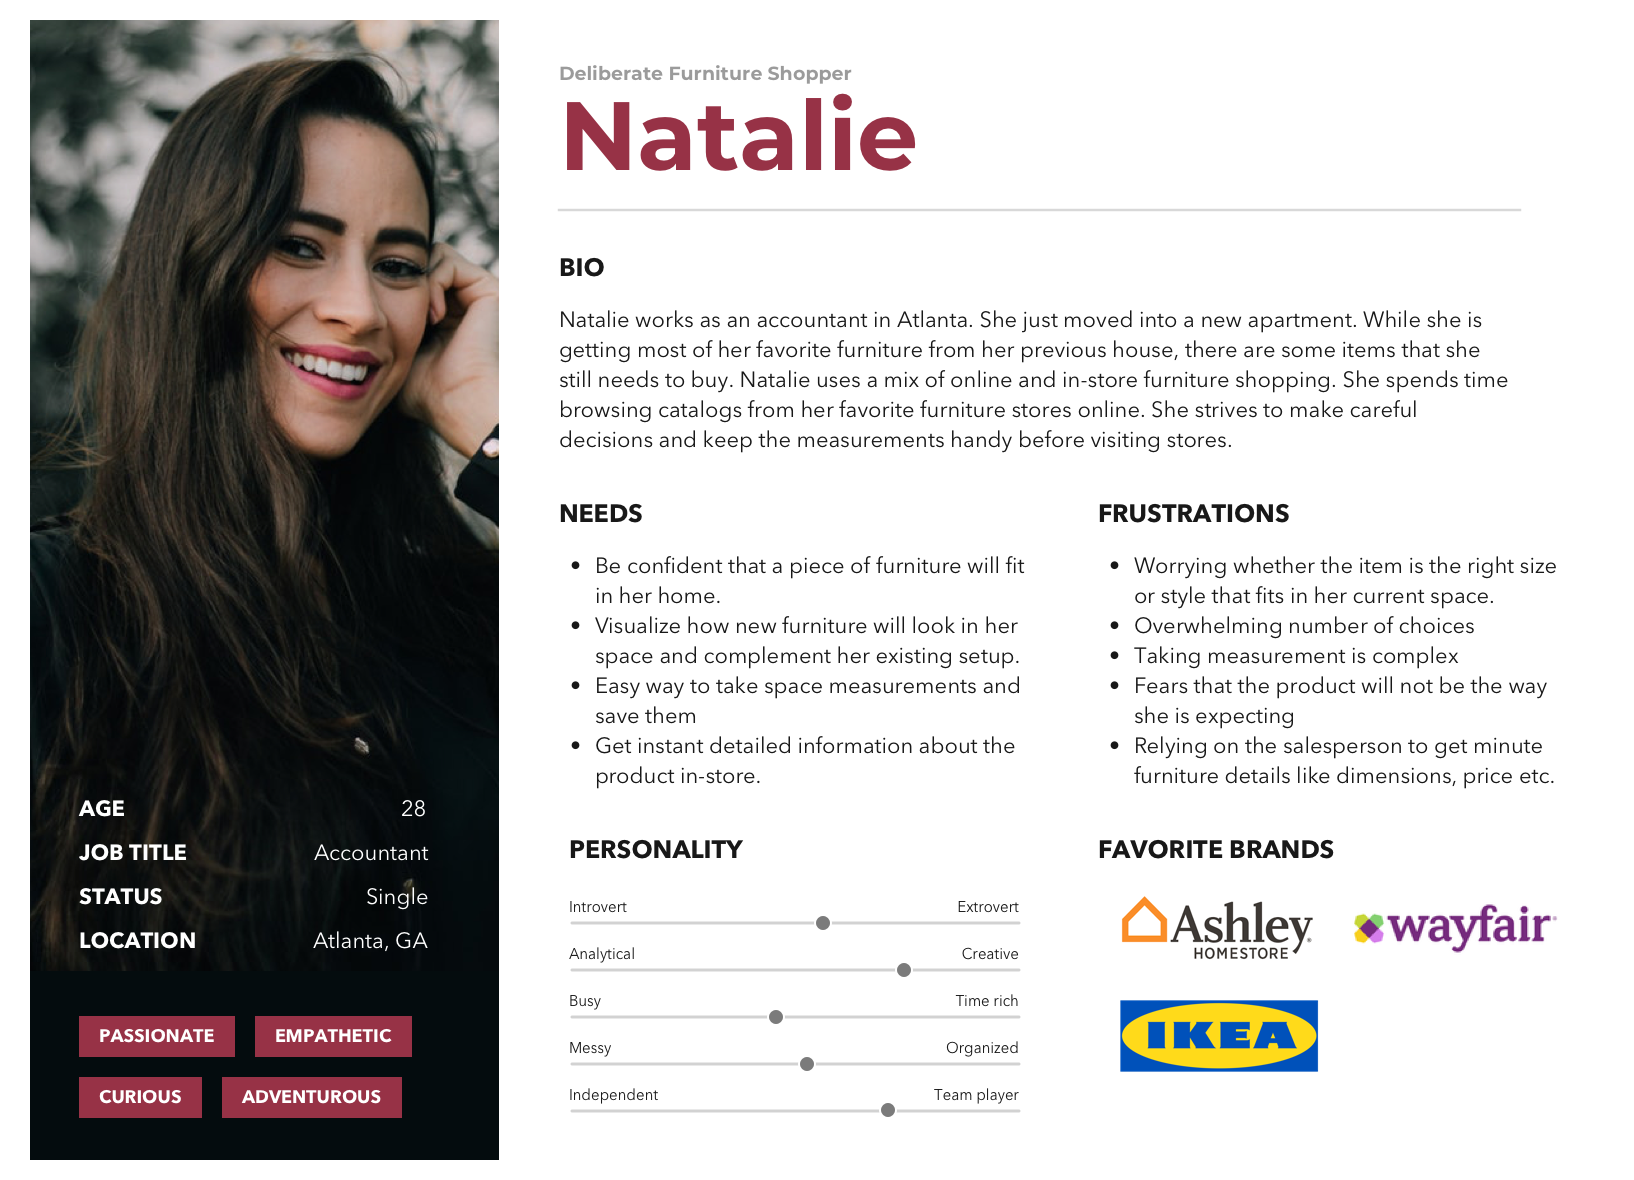 Deliberate Furniture Shopper
Natalie
BIO
Natalie works as an accountant in Atlanta. She just moved into a new apartment. While she is
getting most of her favorite furniture from her previous house, there are some items that she
still needs to buy. Natalie uses a mix of online and in-store furniture shopping. She spends time
browsing catalogs from her favorite furniture stores online. She strives to make careful
decisions and keep the measurements handy before visiting stores.
NEEDS
• Be confident that a piece of furniture will fit
in her home.
• Visualize how new furniture will look in her
space and complement her existing setup.
• Easy way to take space measurements and
save them
• Get instant detailed information about the
product in-store.
FRUSTRATIONS
• Worrying whether the item is the right size
or style that fits in her current space.
• Overwhelming number of choices
• Taking measurement is complex
• Fears that the product will not be the way
she is expecting
• Relying on the salesperson to get minute
furniture details like dimensions, price etc.
AGE 28
JOB TITLE Accountant
STATUS Single
LOCATION Atlanta, GA
PASSIONATE EMPATHETIC
CURIOUS ADVENTUROUS
PERSONALITY
Introvert Extrovert
Analytical Creative
Busy Time rich
Messy Organized
Independent Team player
FAVORITE BRANDS
Ashley
HOMESTORE
wayfair
IKEA